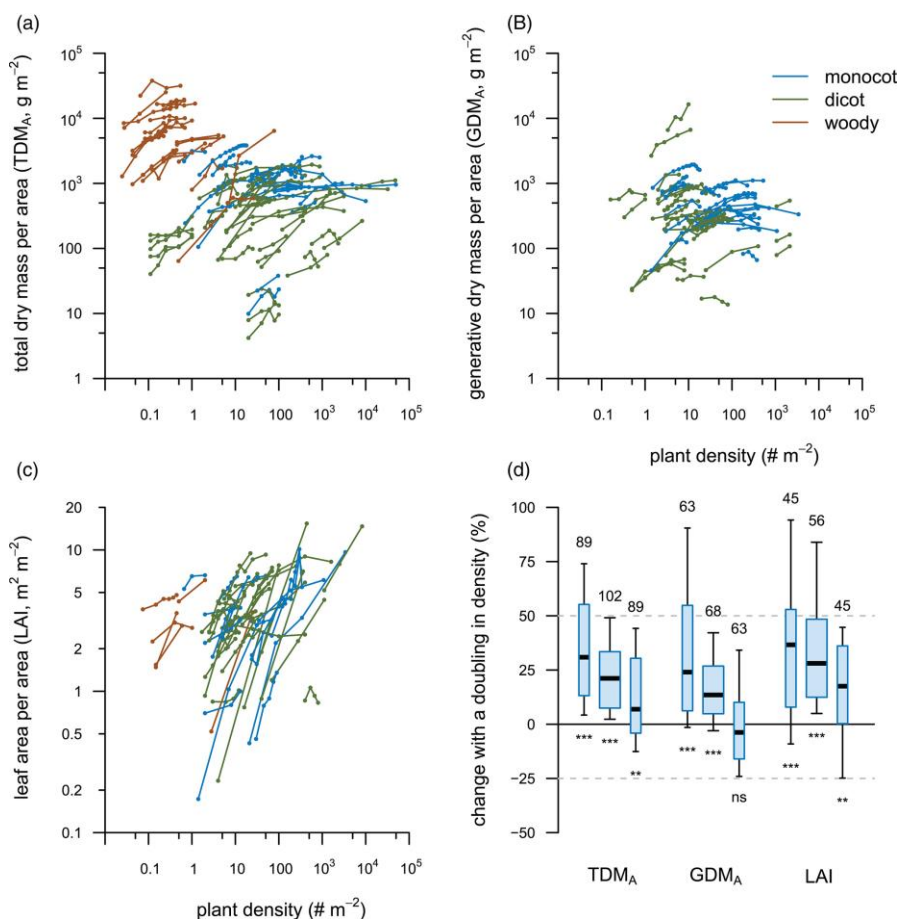 (a)
total dry mass per area (TDM_A, g m⁻²)
10⁵
10⁴
10³
100
10
1
0.1 1 10 100 10³ 10⁴ 10⁵
(B)
generative dry mass per area (GDM_A, g m⁻²)
10⁵
10⁴
10³
100
10
1
monocot
dicot
woody
0.1 1 10 100 10³ 10⁴ 10⁵
plant density (# m⁻²)
(c)
leaf area per area (LAI, m² m⁻²)
20
10
5
2
1
0.5
0.2
0.1
0.1 1 10 100 10³ 10⁴ 10⁵
plant density (# m⁻²)
(d)
change with a doubling in density (%)
100
75
50
25
0
−25
−50
89 102 89 63 68 63 45 56 45
*** *** ** *** *** ns *** *** **
TDM_A GDM_A LAI